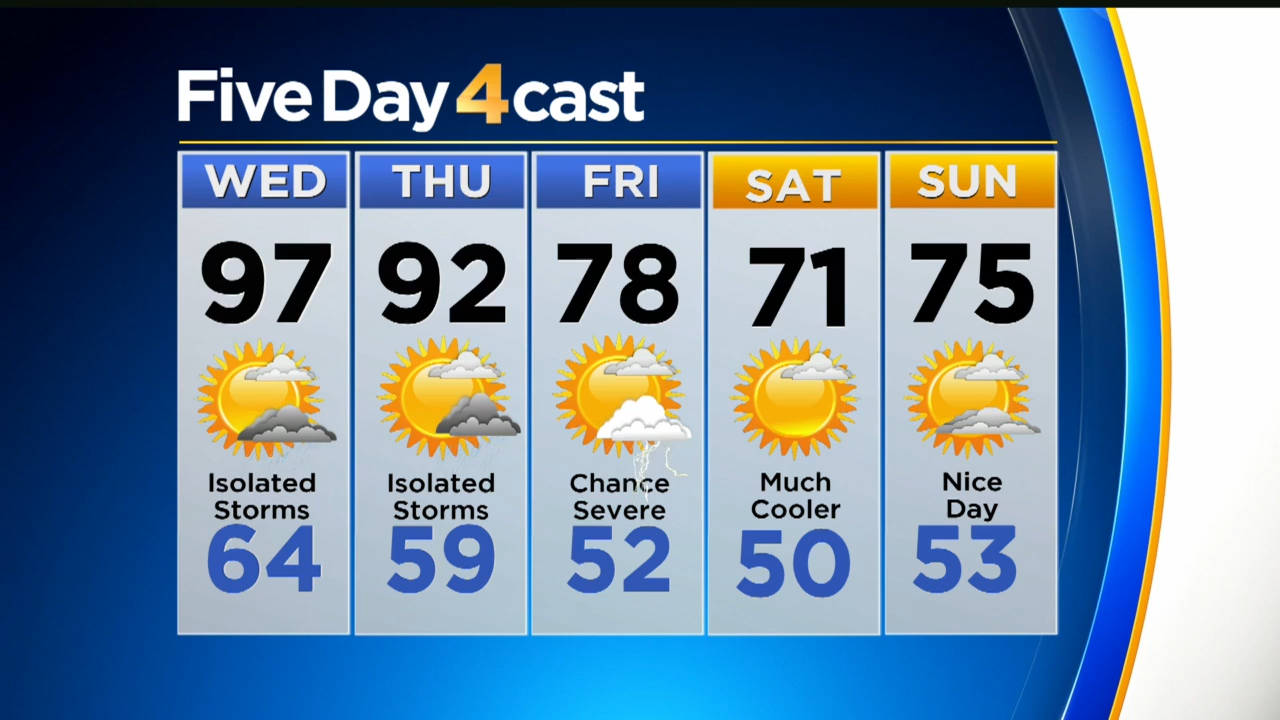 Five Day 4cast
WED THU FRI SAT SUN
97 92 78 71 75
Isolated Isolated Chance Much Nice
Storms Storms Severe Cooler Day
64 59 52 50 53